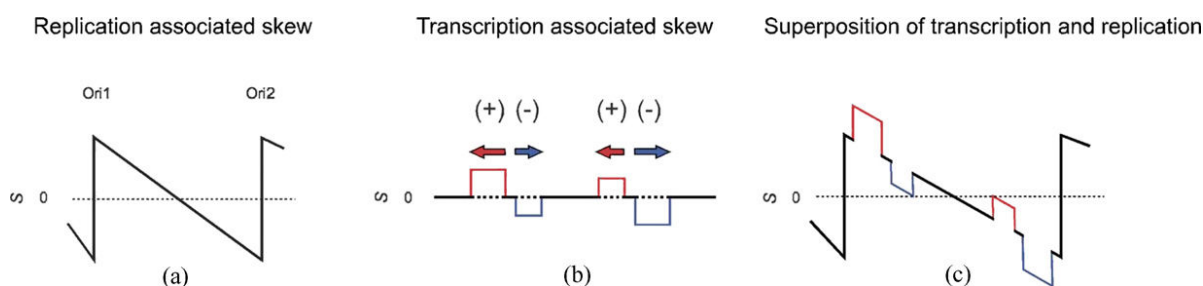 Replication associated skew
Transcription associated skew
Superposition of transcription and replication
Ori1
Ori2
S 0
(a)
(+) (-) (+) (-)
S 0
(b)
S 0
(c)